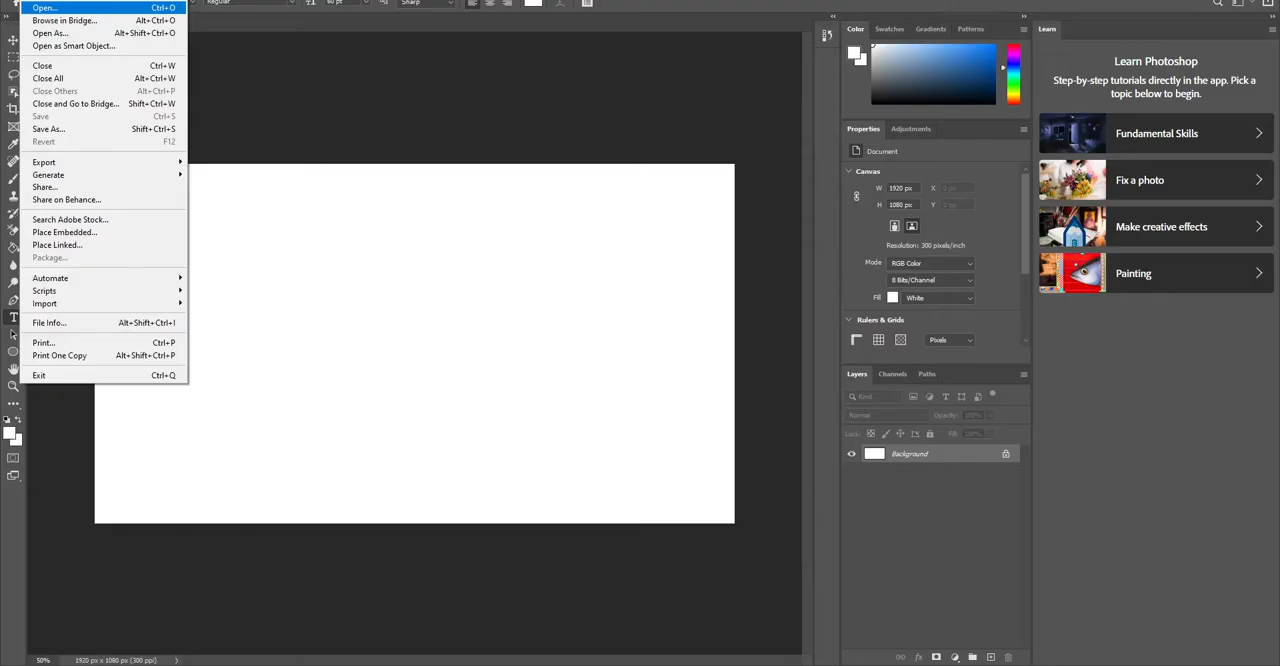 Regular
60 pt
Sharp
Open... Ctrl+O
Browse in Bridge... Alt+Ctrl+O
Open As... Alt+Shift+Ctrl+O
Open as Smart Object...
Close Ctrl+W
Close All Alt+Ctrl+W
Close Others Alt+Ctrl+P
Close and Go to Bridge... Shift+Ctrl+W
Save Ctrl+S
Save As... Shift+Ctrl+S
Revert F12
Export
Generate
Share...
Share on Behance...
Search Adobe Stock...
Place Embedded...
Place Linked...
Package...
Automate
Scripts
Import
File Info... Alt+Shift+Ctrl+I
Print... Ctrl+P
Print One Copy Alt+Shift+Ctrl+P
Exit Ctrl+Q
50% 1920 px x 1080 px (300 ppi)
Color Swatches Gradients Patterns
Properties Adjustments
Document
Canvas
W 1920 px X 0 px
H 1080 px Y 0 px
Resolution: 300 pixels/inch
Mode RGB Color
8 Bits/Channel
Fill White
Rulers & Grids
Pixels
Layers Channels Paths
Kind
Normal Opacity: 100%
Lock: Fill: 100%
Background
Learn
Learn Photoshop
Step-by-step tutorials directly in the app. Pick a
topic below to begin.
Fundamental Skills
Fix a photo
Make creative effects
Painting